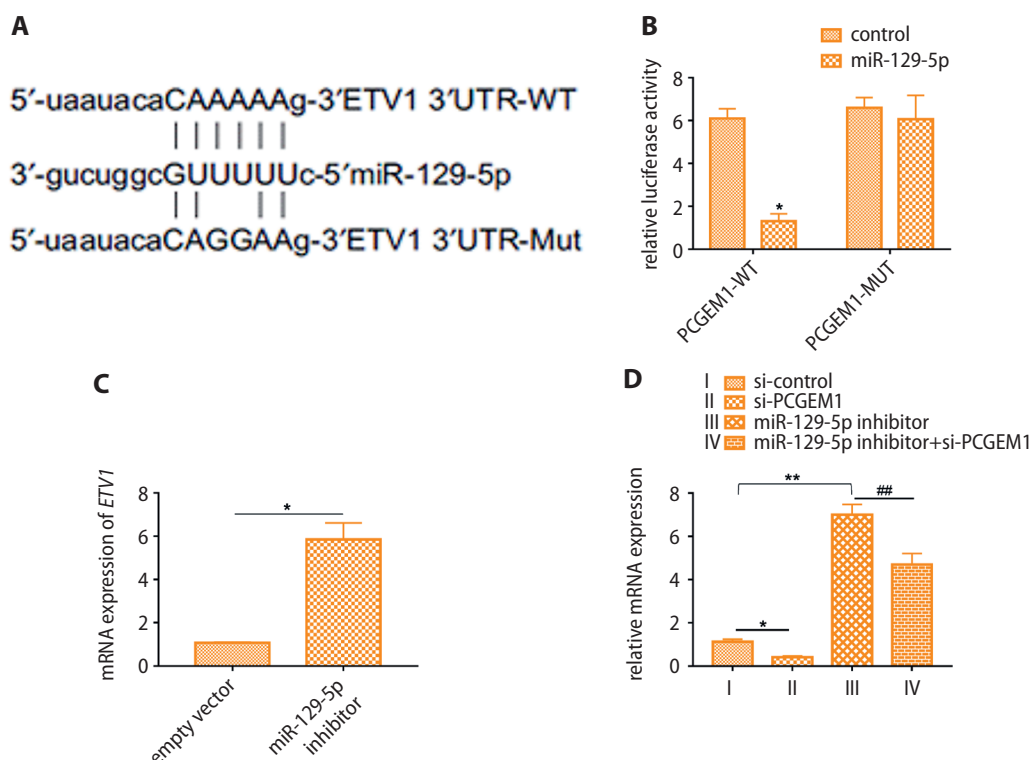 A
5′-uaauacaCAAAAAg-3′ETV1 3′UTR-WT
3′-gucuggcGUUUUUc-5′miR-129-5p
5′-uaauacaCAGGAAg-3′ETV1 3′UTR-Mut
B
control
miR-129-5p
relative luciferase activity
8
6
4
2
0
*
PCGEM1-WT
PCGEM1-MUT
C
mRNA expression of ETV1
8
6
4
2
0
*
empty vector
miR-129-5p
inhibitor
D
I si-control
II si-PCGEM1
III miR-129-5p inhibitor
IV miR-129-5p inhibitor+si-PCGEM1
relative mRNA expression
8
6
4
2
0
**
##
*
I II III IV